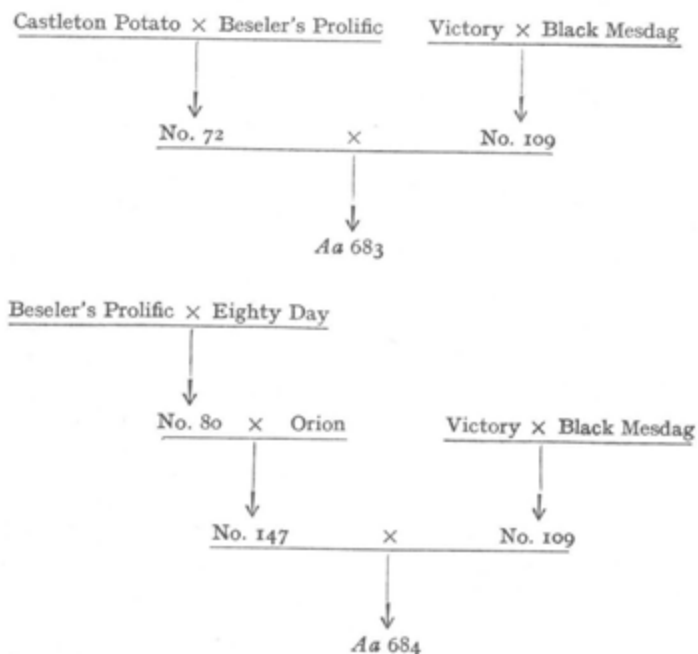 Castleton Potato × Beseler's Prolific Victory × Black Mesdag
No. 72 × No. 109
Aa 683
Beseler's Prolific × Eighty Day
No. 80 × Orion Victory × Black Mesdag
No. 147 × No. 109
Aa 684